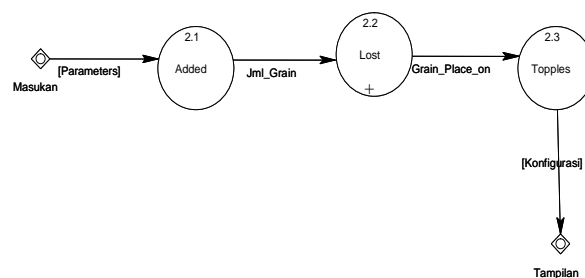 2.1
Added
2.2
Lost
+
2.3
Topples
[Parameters]
Masukan
Jml_Grain
Grain_Place_on
[Konfigurasi]
Tampilan